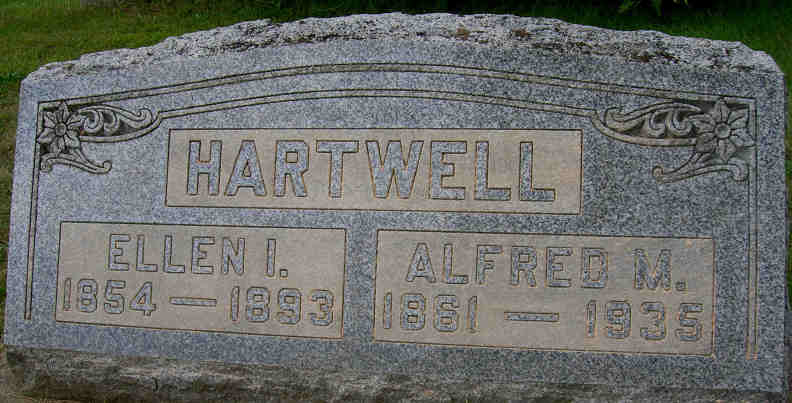 HARTWELL
ELLEN I.
1854 — 1893
ALFRED M.
1861 — 1935